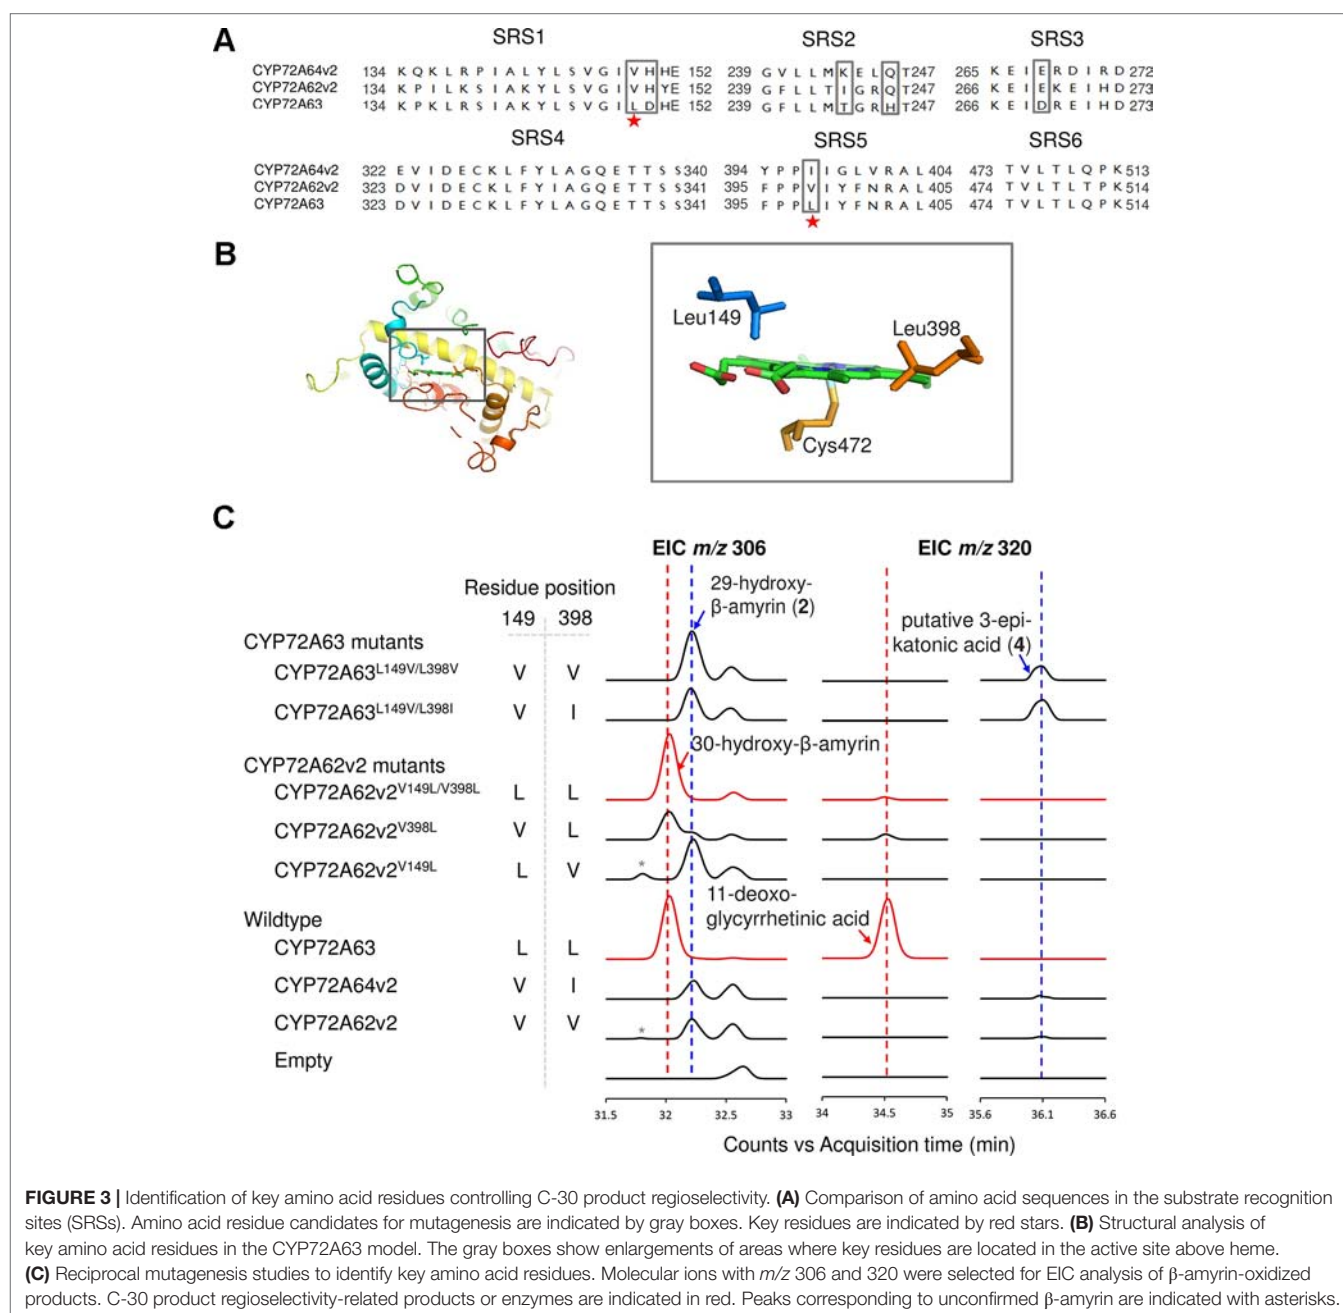 A
SRS1 SRS2 SRS3
CYP72A64v2 134 K Q K L R P I A L Y L S V G I V H H E 152 239 G V L L M K E L Q T 247 265 K E I E R D I R D 272
CYP72A62v2 134 K P I L K S I A K Y L S V G I V H Y E 152 239 G F L L T I G R Q T 247 266 K E I E K E I H D 273
CYP72A63 134 K P K L R S I A K Y L S V G I L D H E 152 239 G F L L M T G R H T 247 266 K E I D R E I H D 273
SRS4 SRS5 SRS6
CYP72A64v2 322 E V I D E C K L F Y L A G Q E T T S S 340 394 Y P P I I G L V R A L 404 473 T V L T L Q P K 513
CYP72A62v2 323 D V I D E C K L F Y I A G Q E T T S S 341 395 F P P V I Y F N R A L 405 474 T V L T L T P K 514
CYP72A63 323 D V I D E C K L F Y L A G Q E T T S S 341 395 F P P L I Y F N R A L 405 474 T V L T L Q P K 514
B
Leu149
Leu398
Cys472
C
EIC m/z 306 EIC m/z 320
Residue position
149 398
29-hydroxy-
β-amyrin (2)
putative 3-epi-
katonic acid (4)
CYP72A63 mutants
CYP72A63L149V/L398V V V
CYP72A63L149V/L398I V I
30-hydroxy-β-amyrin
CYP72A62v2 mutants
CYP72A62v2V149L/V398L L L
CYP72A62v2V398L V L
CYP72A62v2V149L L V *
11-deoxo-
glycyrrhetinic acid
Wildtype
CYP72A63 L L
CYP72A64v2 V I
CYP72A62v2 V V *
Empty
31.5 32 32.5 33 34 34.5 35 35.6 36.1 36.6
Counts vs Acquisition time (min)
FIGURE 3 | Identification of key amino acid residues controlling C-30 product regioselectivity. (A) Comparison of amino acid sequences in the substrate recognition
sites (SRSs). Amino acid residue candidates for mutagenesis are indicated by gray boxes. Key residues are indicated by red stars. (B) Structural analysis of
key amino acid residues in the CYP72A63 model. The gray boxes show enlargements of areas where key residues are located in the active site above heme.
(C) Reciprocal mutagenesis studies to identify key amino acid residues. Molecular ions with m/z 306 and 320 were selected for EIC analysis of β-amyrin-oxidized
products. C-30 product regioselectivity-related products or enzymes are indicated in red. Peaks corresponding to unconfirmed β-amyrin are indicated with asterisks.